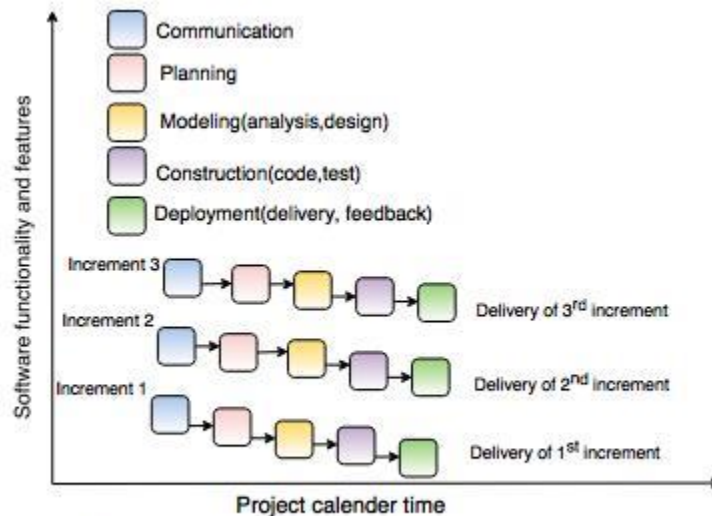 Communication
Planning
Modeling(analysis,design)
Construction(code,test)
Deployment(delivery, feedback)
Software functionality and features
Increment 3
Delivery of 3rd increment
Increment 2
Delivery of 2nd increment
Increment 1
Delivery of 1st increment
Project calender time